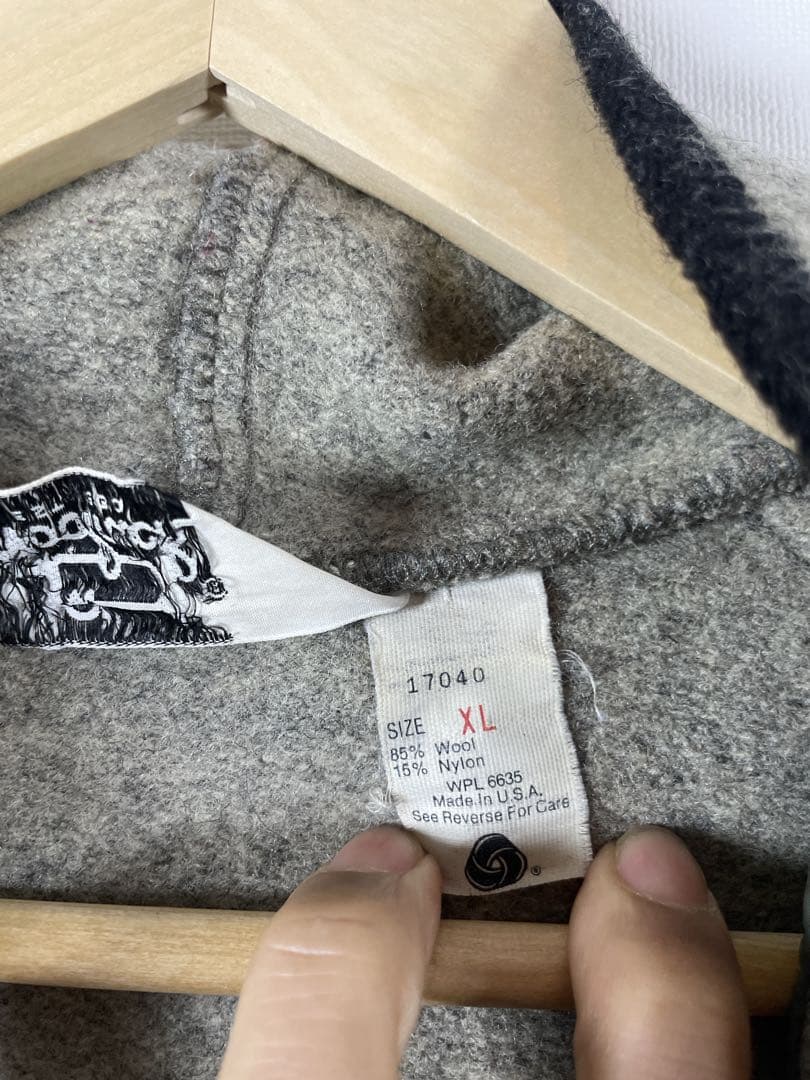 17040
SIZE XL
85% Wool
15% Nylon
WPL 6635
Made In U.S.A.
See Reverse For Care
®